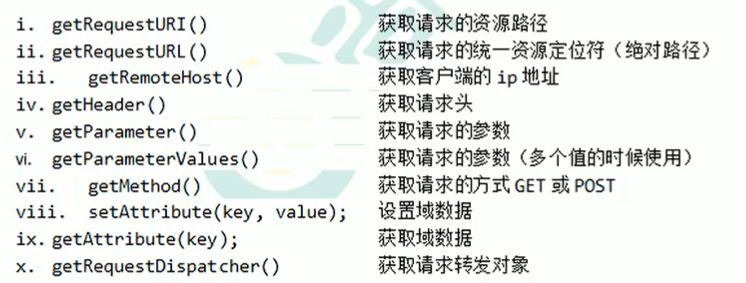 i. getRequestURI() 获取请求的资源路径
ii. getRequestURL() 获取请求的统一资源定位符（绝对路径）
iii. getRemoteHost() 获取客户端的 ip 地址
iv. getHeader() 获取请求头
v. getParameter() 获取请求的参数
vi. getParameterValues() 获取请求的参数（多个值的时候使用）
vii. getMethod() 获取请求的方式 GET 或 POST
viii. setAttribute(key, value); 设置域数据
ix. getAttribute(key); 获取域数据
x. getRequestDispatcher() 获取请求转发对象